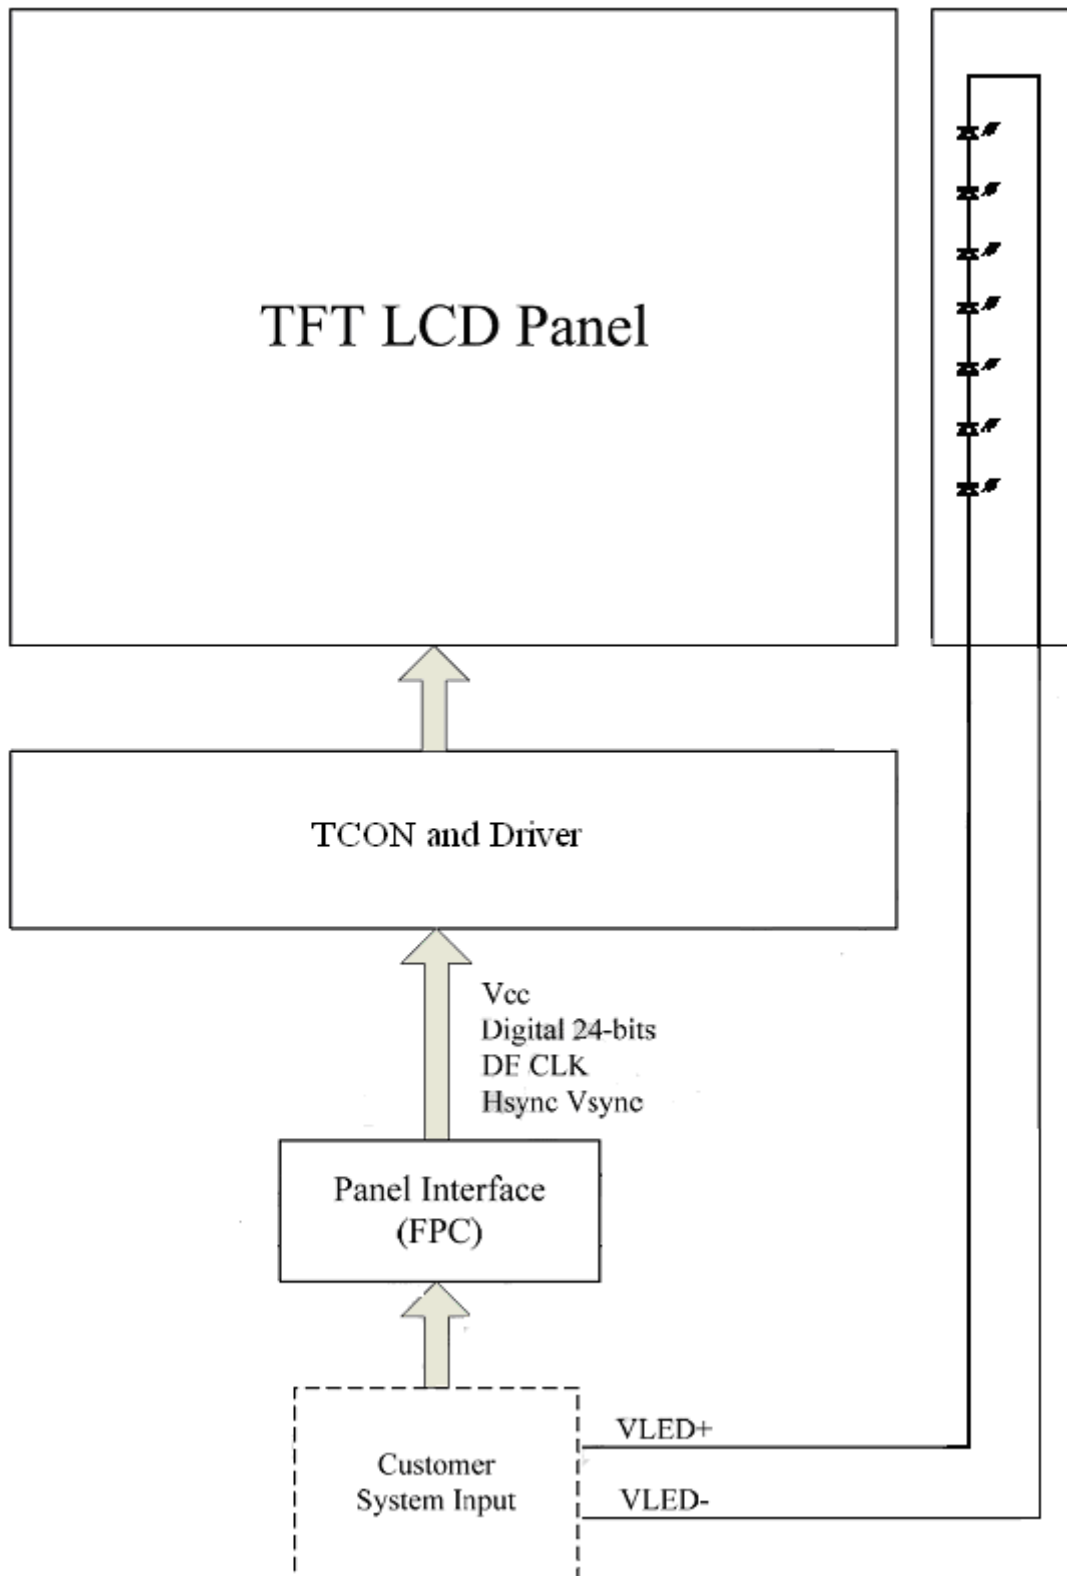 TFT LCD Panel
TCON and Driver
Vcc
Digital 24-bits
DE CLK
Hsync Vsync
Panel Interface
(FPC)
Customer
System Input
VLED+
VLED-